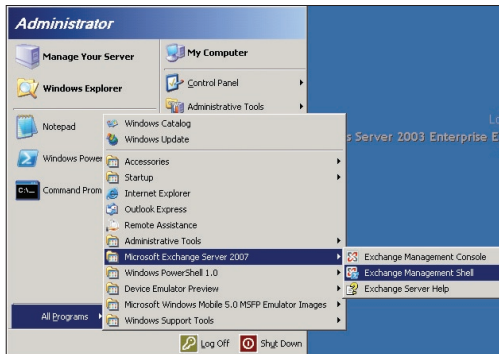 Administrator
Manage Your Server
Windows Explorer
Notepad
Windows Power
Command Prom
All Programs
My Computer
Control Panel
Administrative Tools
Windows Catalog
Windows Update
Accessories
Startup
Internet Explorer
Outlook Express
Remote Assistance
Administrative Tools
Microsoft Exchange Server 2007
Windows PowerShell 1.0
Device Emulator Preview
Microsoft Windows Mobile 5.0 MSFP Emulator Images
Windows Support Tools
Exchange Management Console
Exchange Management Shell
Exchange Server Help
Log Off
Shut Down
Lo
s Server 2003 Enterprise E